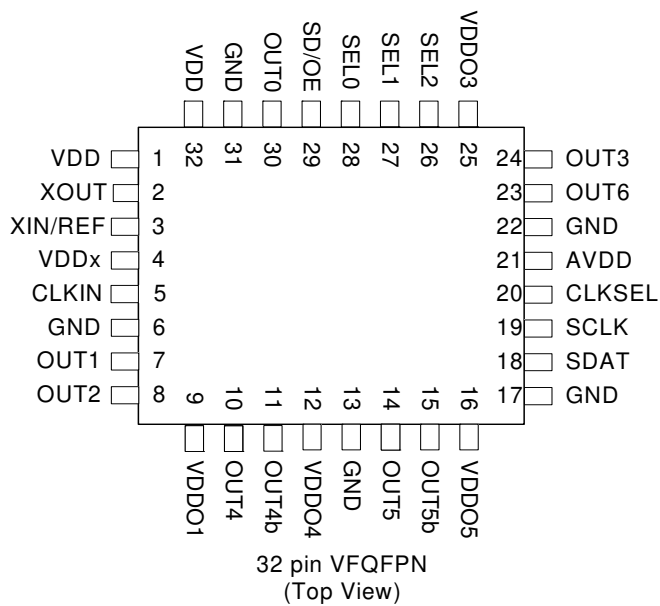 VDD
GND
OUT0
SD/OE
SEL0
SEL1
SEL2
VDDO3
32
31
30
29
28
27
26
25
VDD 1
XOUT 2
XIN/REF 3
VDDx 4
CLKIN 5
GND 6
OUT1 7
OUT2 8
24 OUT3
23 OUT6
22 GND
21 AVDD
20 CLKSEL
19 SCLK
18 SDAT
17 GND
9
10
11
12
13
14
15
16
VDDO1
OUT4
OUT4b
VDDO4
GND
OUT5
OUT5b
VDDO5
32 pin VFQFPN
(Top View)